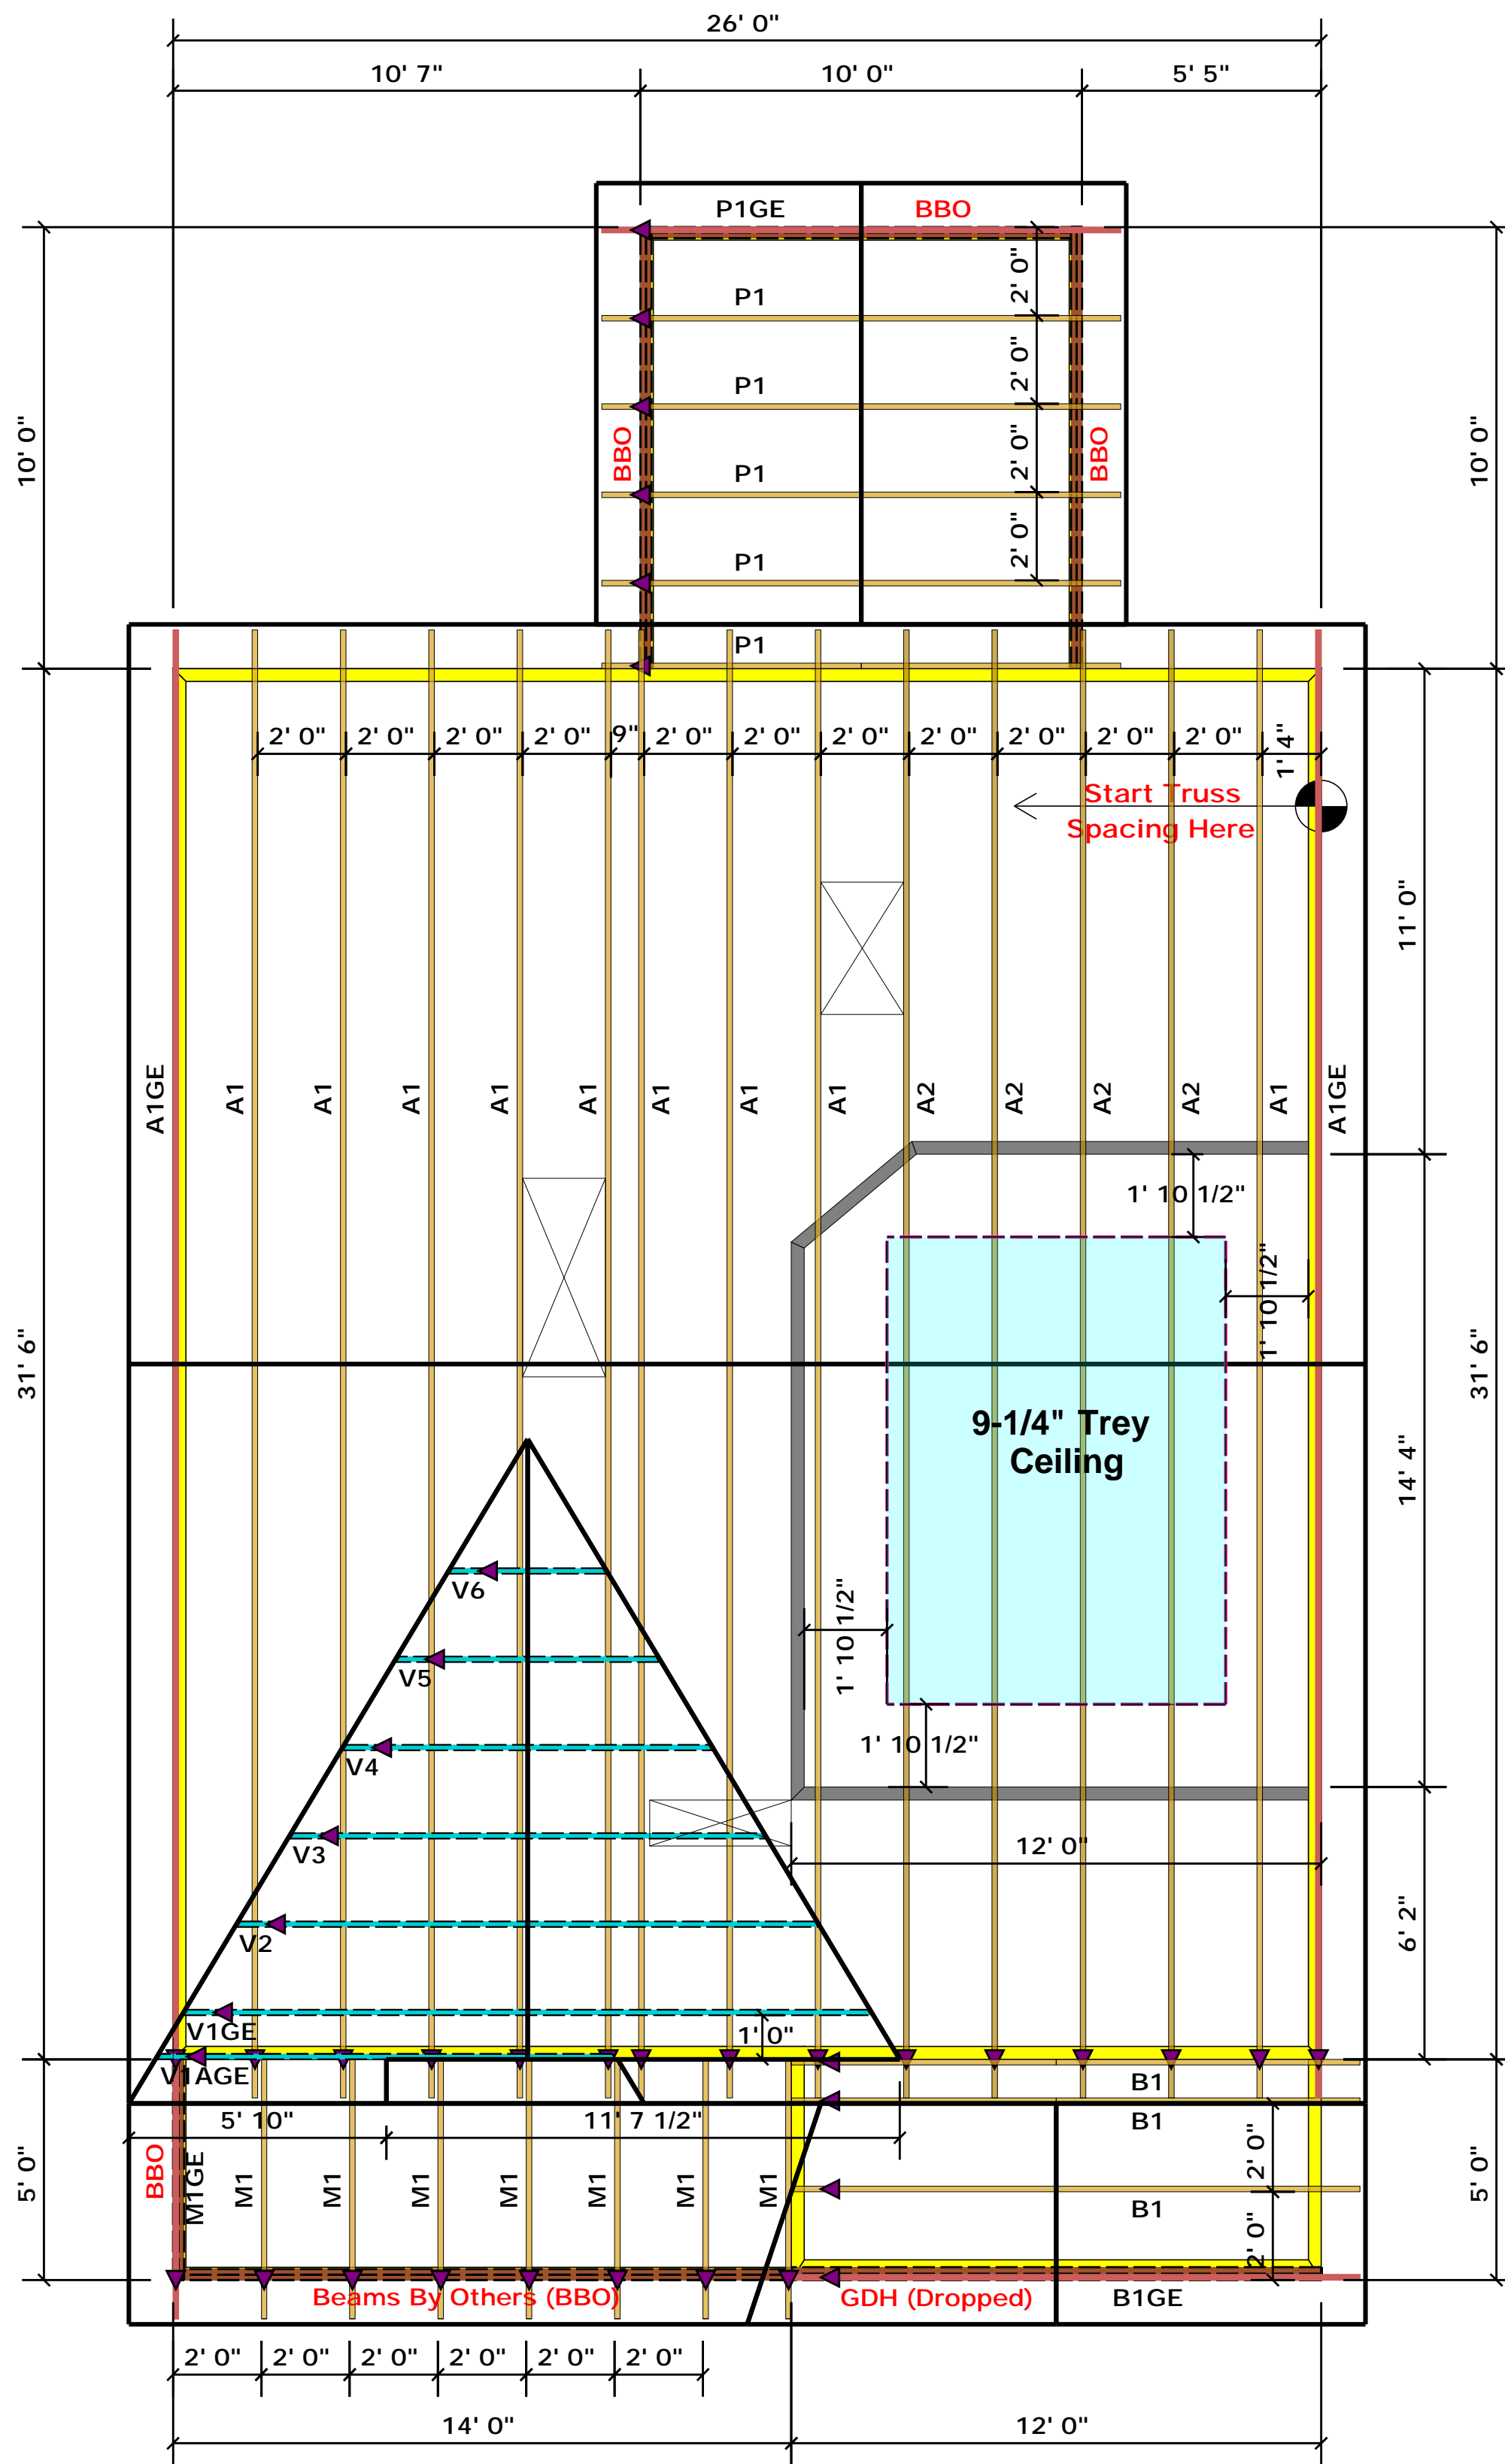 26' 0"
10' 7"
10' 0"
5' 5"
P1GE
BBO
2' 0"
P1
2' 0"
P1
10' 0"
BBO
2' 0"
BBO
10' 0"
P1
2' 0"
P1
P1
2' 0"
2' 0"
2' 0"
2' 0"
9"
2' 0"
2' 0"
2' 0"
2' 0"
2' 0"
2' 0"
2' 0"
1' 4"
Start Truss
Spacing Here
11' 0"
A1GE
A1
A1
A1
A1
A1
A1
A1
A1
A2
A2
A2
A2
A1
A1GE
1' 10 1/2"
1' 10 1/2"
31' 6"
31' 6"
9-1/4" Trey
Ceiling
14' 4"
V6
V5
1' 10 1/2"
V4
1' 10 1/2"
V3
12' 0"
V2
6' 2"
V1GE
1' 0"
V1AGE
B1
5' 10"
11' 7 1/2"
B1
5' 0"
BBO
M1GE
M1
M1
M1
M1
M1
M1
M1
2' 0"
5' 0"
B1
2' 0"
Beams By Others (BBO)
GDH (Dropped)
B1GE
2' 0"
2' 0"
2' 0"
2' 0"
2' 0"
2' 0"
14' 0"
12' 0"